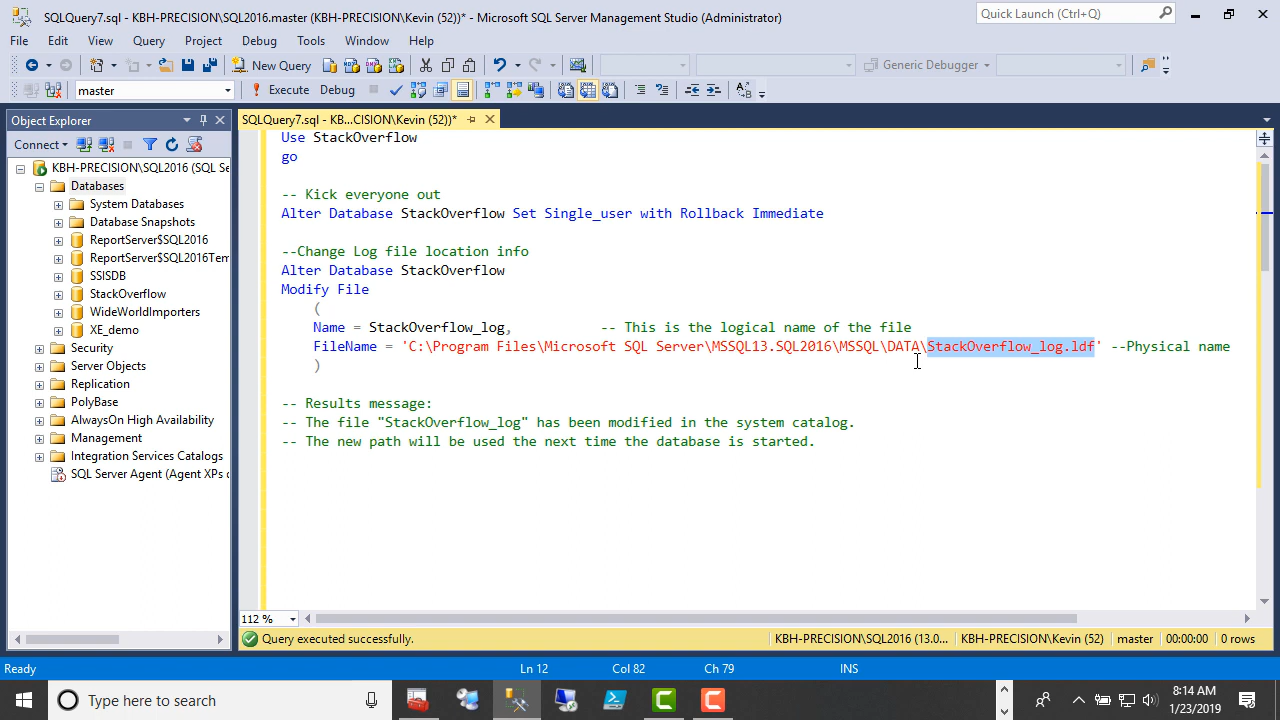 SQLQuery7.sql - KBH-PRECISION\SQL2016.master (KBH-PRECISION\Kevin (52))* - Microsoft SQL Server Management Studio (Administrator)
Quick Launch (Ctrl+Q)
File Edit View Query Project Debug Tools Window Help
New Query
Generic Debugger
master
Execute Debug
Object Explorer
SQLQuery7.sql - KB...CISION\Kevin (52))*
Connect
KBH-PRECISION\SQL2016 (SQL Se
Databases
System Databases
Database Snapshots
ReportServer$SQL2016
ReportServer$SQL2016Tem
SSISDB
StackOverflow
WideWorldImporters
XE_demo
Security
Server Objects
Replication
PolyBase
AlwaysOn High Availability
Management
Integration Services Catalogs
SQL Server Agent (Agent XPs d
Use StackOverflow
go
-- Kick everyone out
Alter Database StackOverflow Set Single_user with Rollback Immediate
--Change Log file location info
Alter Database StackOverflow
Modify File
(
Name = StackOverflow_log, -- This is the logical name of the file
FileName = 'C:\Program Files\Microsoft SQL Server\MSSQL13.SQL2016\MSSQL\DATA\StackOverflow_log.ldf' --Physical name
)
-- Results message:
-- The file "StackOverflow_log" has been modified in the system catalog.
-- The new path will be used the next time the database is started.
112 %
Query executed successfully.
KBH-PRECISION\SQL2016 (13.0... KBH-PRECISION\Kevin (52) master 00:00:00 0 rows
Ready Ln 12 Col 82 Ch 79 INS
Type here to search
8:14 AM
1/23/2019